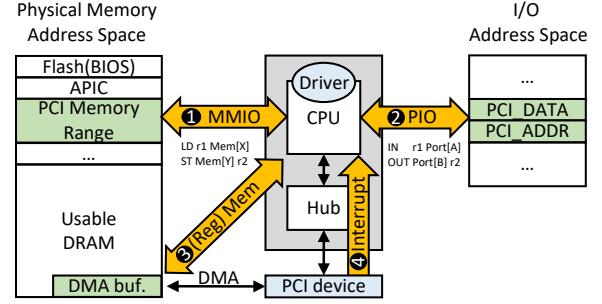 Physical Memory
Address Space
Flash(BIOS)
APIC
PCI Memory
Range
...
Usable
DRAM
DMA buf.
❶ MMIO
LD r1 Mem[X]
ST Mem[Y] r2
❸(Reg) Mem
DMA
Driver
CPU
Hub
❹Interrupt
PCI device
❷ PIO
IN r1 Port[A]
OUT Port[B] r2
I/O
Address Space
...
PCI_DATA
PCI_ADDR
...